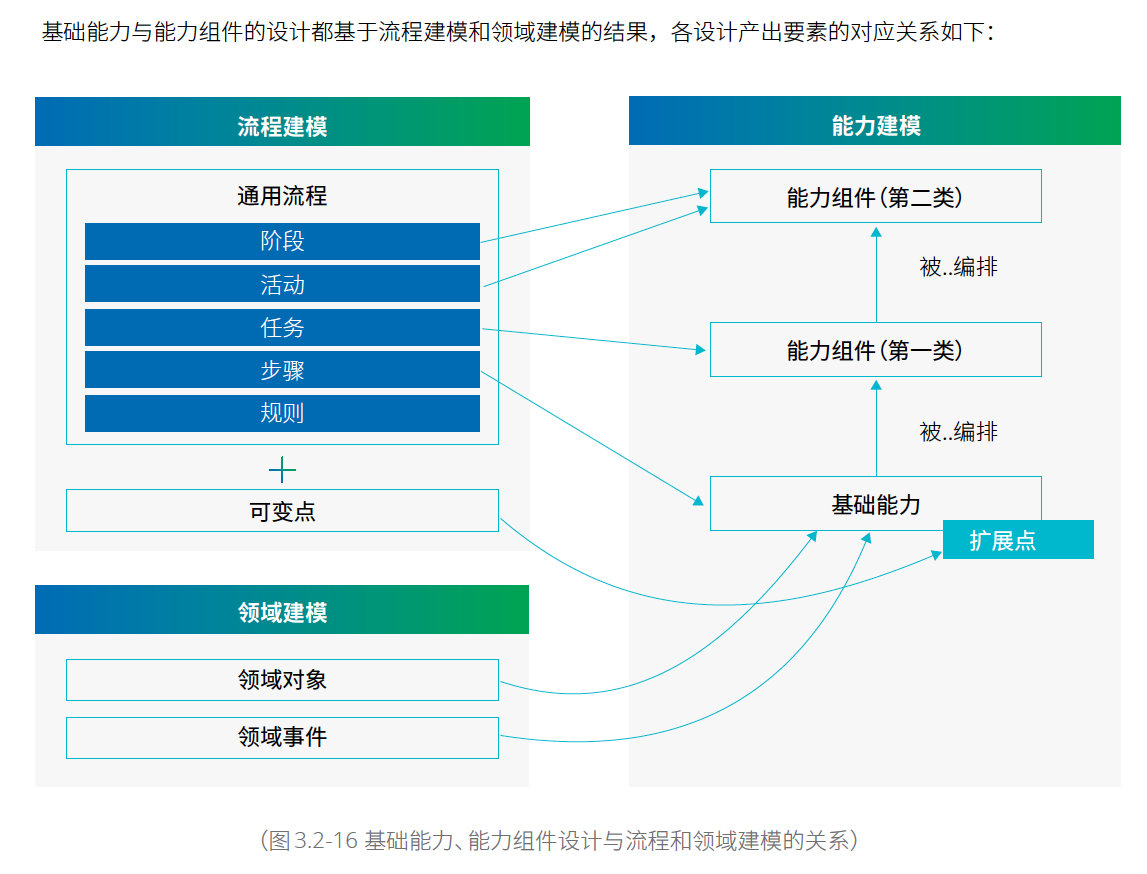 基础能力与能力组件的设计都基于流程建模和领域建模的结果，各设计产出要素的对应关系如下：
流程建模
通用流程
阶段
活动
任务
步骤
规则
可变点
领域建模
领域对象
领域事件
能力建模
能力组件（第二类）
被..编排
能力组件（第一类）
被..编排
基础能力
扩展点
（图 3.2-16 基础能力、能力组件设计与流程和领域建模的关系）